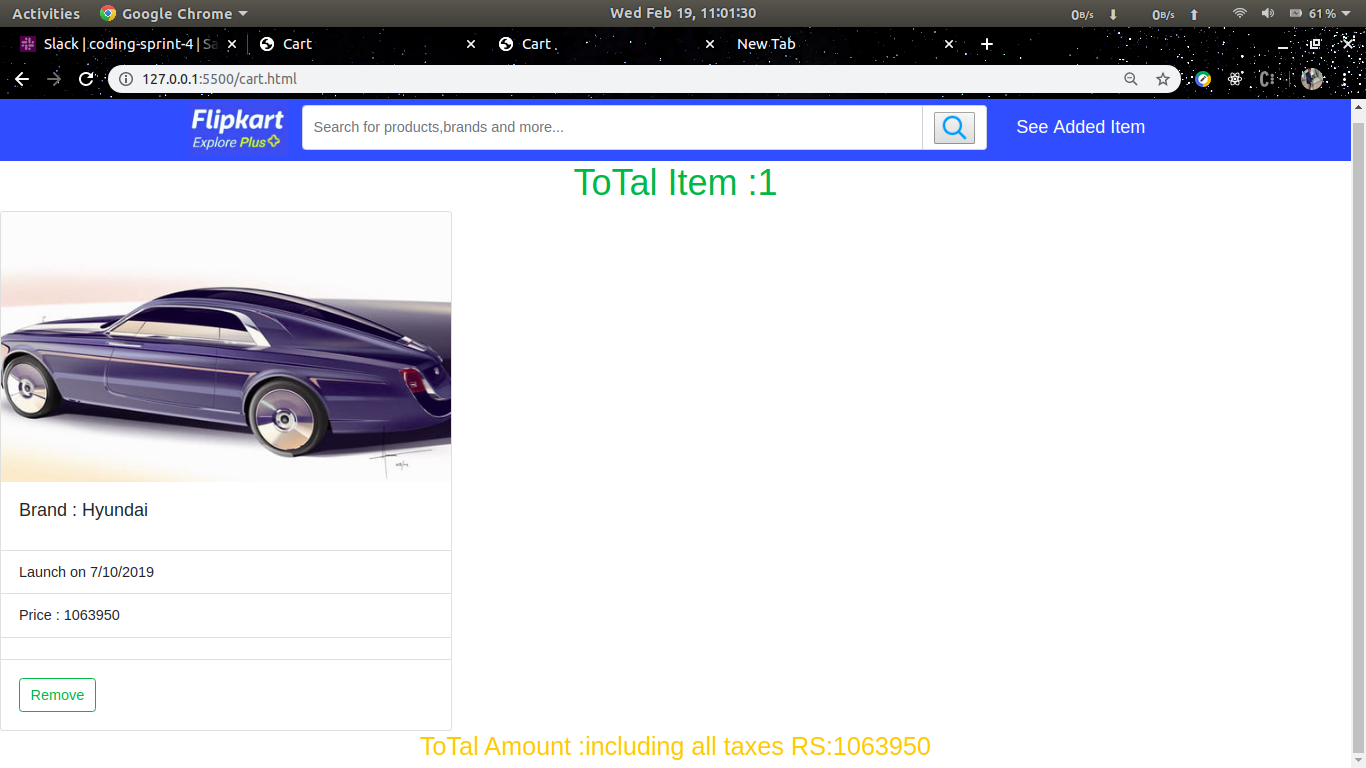 Activities Google Chrome Wed Feb 19, 11:01:30 0B/s 0B/s 61%
Slack | coding-sprint-4 | Sa Cart Cart New Tab
127.0.0.1:5500/cart.html
Flipkart
Explore Plus
Search for products,brands and more...
See Added Item
ToTal Item :1
Brand : Hyundai
Launch on 7/10/2019
Price : 1063950
Remove
ToTal Amount :including all taxes RS:1063950